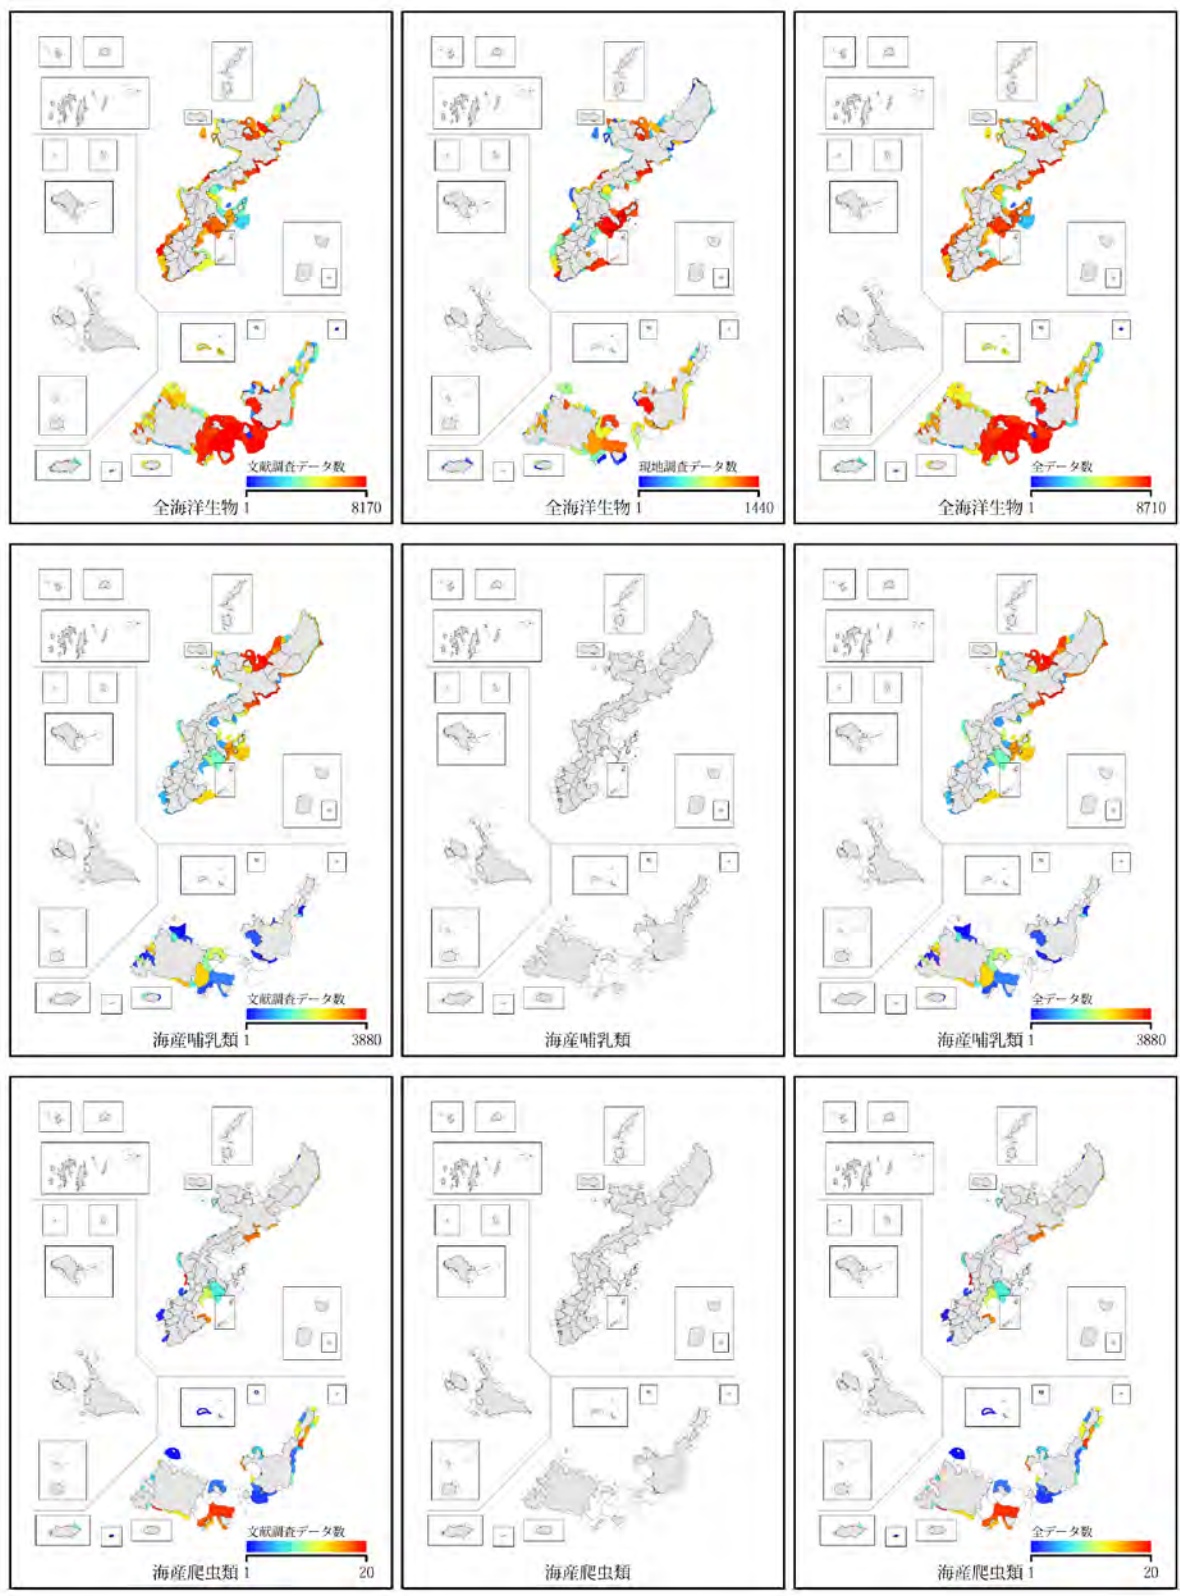 文献調査データ数
全海洋生物 1 8170
現地調査データ数
全海洋生物 1 1440
全データ数
全海洋生物 1 8710
文献調査データ数
海産哺乳類 1 3880
海産哺乳類
全データ数
海産哺乳類 1 3880
文献調査データ数
海産爬虫類 1 20
海産爬虫類
全データ数
海産爬虫類 1 20